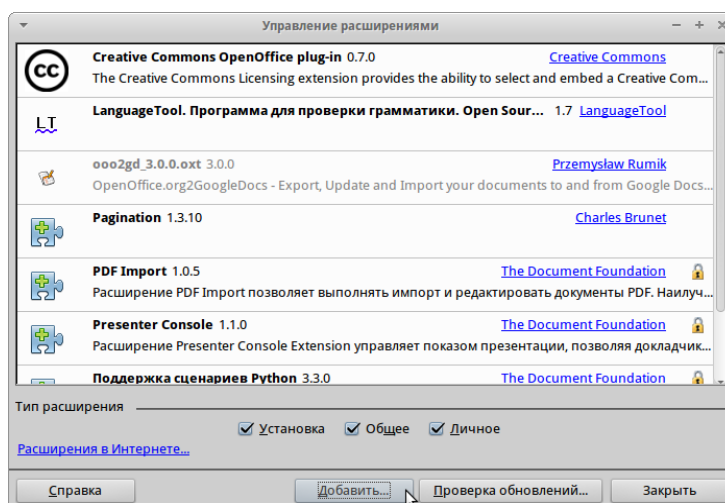 Управление расширениями
Creative Commons OpenOffice plug-in 0.7.0 Creative Commons
The Creative Commons Licensing extension provides the ability to select and embed a Creative Com...
LanguageTool. Программа для проверки грамматики. Open Sour... 1.7 LanguageTool
ooo2gd_3.0.0.oxt 3.0.0 Przemysław Rumik
OpenOffice.org2GoogleDocs - Export, Update and Import your documents to and from Google Docs...
Pagination 1.3.10 Charles Brunet
PDF Import 1.0.5 The Document Foundation
Расширение PDF Import позволяет выполнять импорт и редактировать документы PDF. Наилуч...
Presenter Console 1.1.0 The Document Foundation
Расширение Presenter Console Extension управляет показом презентации, позволяя докладчик...
Поддержка сценариев Python 3.3.0 The Document Foundation
Тип расширения
Установка Общее Личное
Расширения в Интернете...
Справка Добавить... Проверка обновлений... Закрыть
cc
LT